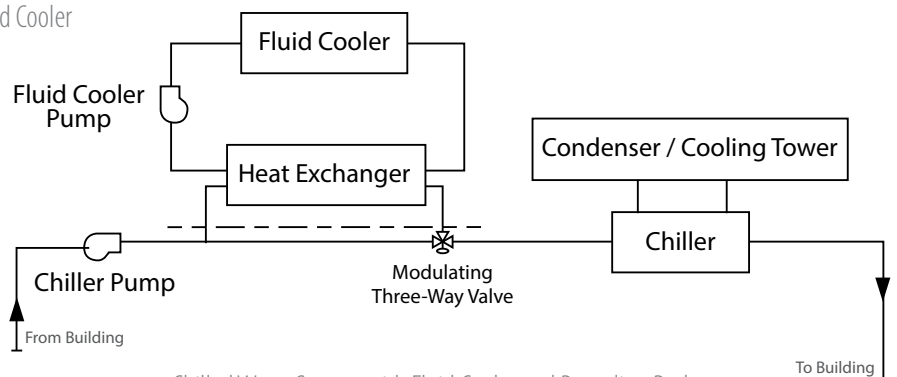 d Cooler
Fluid Cooler
Fluid Cooler
Pump
Heat Exchanger
Condenser / Cooling Tower
Chiller
Chiller Pump
Modulating
Three-Way Valve
From Building
To Building